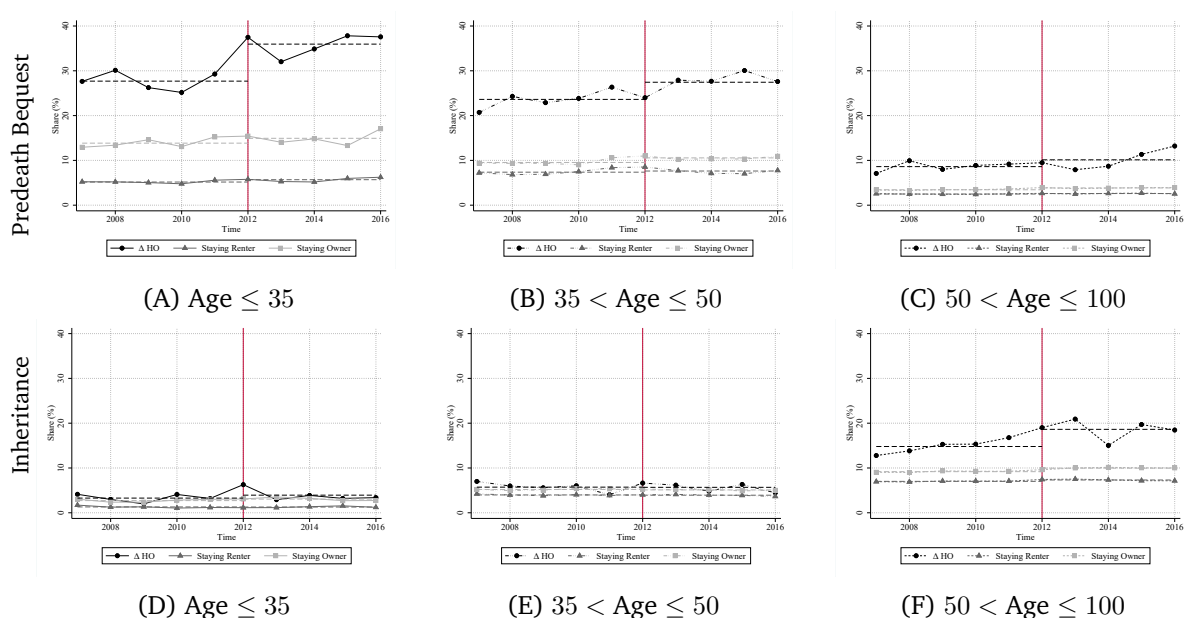 Predeath Bequest
Share (%)
0 10 20 30 40
2008 2010 2012 2014 2016
Time
Δ HO Staying Renter Staying Owner
(A) Age ≤ 35
Share (%)
0 10 20 30 40
2008 2010 2012 2014 2016
Time
Δ HO Staying Renter Staying Owner
(B) 35 < Age ≤ 50
Share (%)
0 10 20 30 40
2008 2010 2012 2014 2016
Time
Δ HO Staying Renter Staying Owner
(C) 50 < Age ≤ 100
Inheritance
Share (%)
0 10 20 30 40
2008 2010 2012 2014 2016
Time
Δ HO Staying Renter Staying Owner
(D) Age ≤ 35
Share (%)
0 10 20 30 40
2008 2010 2012 2014 2016
Time
Δ HO Staying Renter Staying Owner
(E) 35 < Age ≤ 50
Share (%)
0 10 20 30 40
2008 2010 2012 2014 2016
Time
Δ HO Staying Renter Staying Owner
(F) 50 < Age ≤ 100